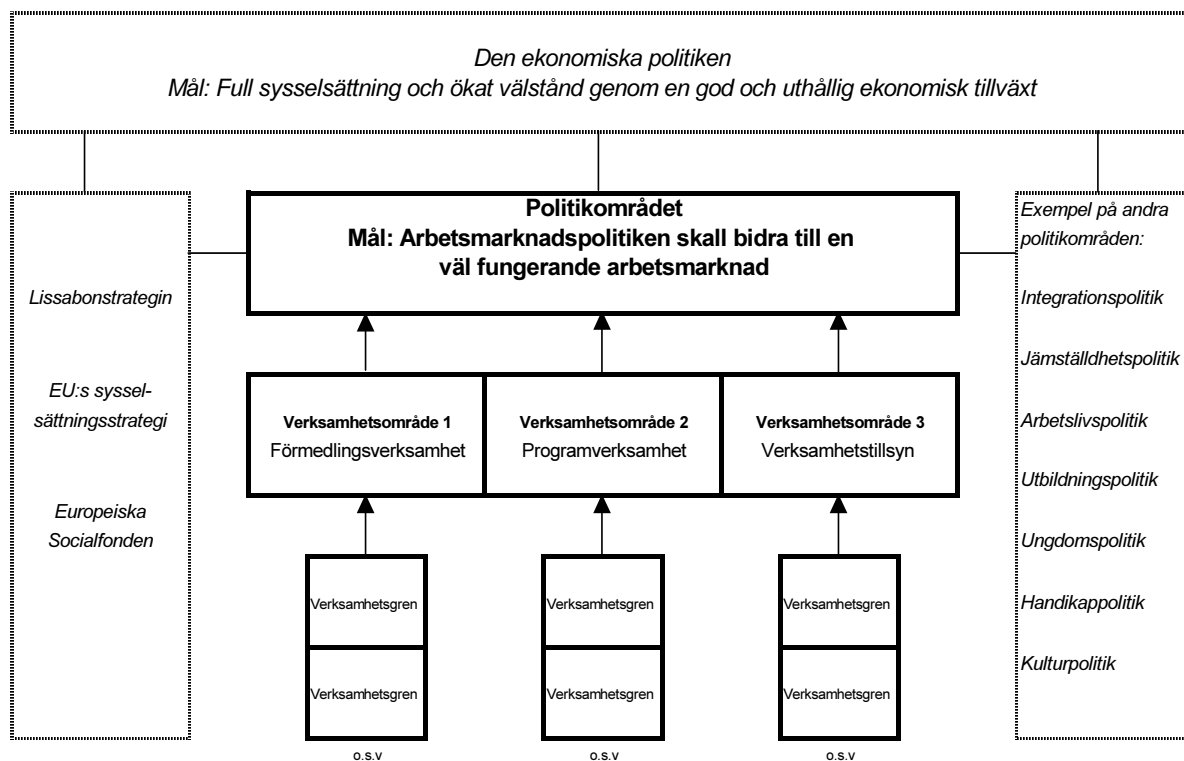 Den ekonomiska politiken
Mål: Full sysselsättning och ökat välstånd genom en god och uthållig ekonomisk tillväxt
Lissabonstrategin
EU:s syssel-
sättningsstrategi
Europeiska
Socialfonden
Politikområdet
Mål: Arbetsmarknadspolitiken skall bidra till en
väl fungerande arbetsmarknad
Verksamhetsområde 1
Förmedlingsverksamhet
Verksamhetsområde 2
Programverksamhet
Verksamhetsområde 3
Verksamhetstillsyn
Verksamhetsgren
Verksamhetsgren
o.s.v
Verksamhetsgren
Verksamhetsgren
o.s.v
Verksamhetsgren
Verksamhetsgren
o.s.v
Exempel på andra
politikområden:
Integrationspolitik
Jämställdhetspolitik
Arbetslivspolitik
Utbildningspolitik
Ungdomspolitik
Handikappolitik
Kulturpolitik